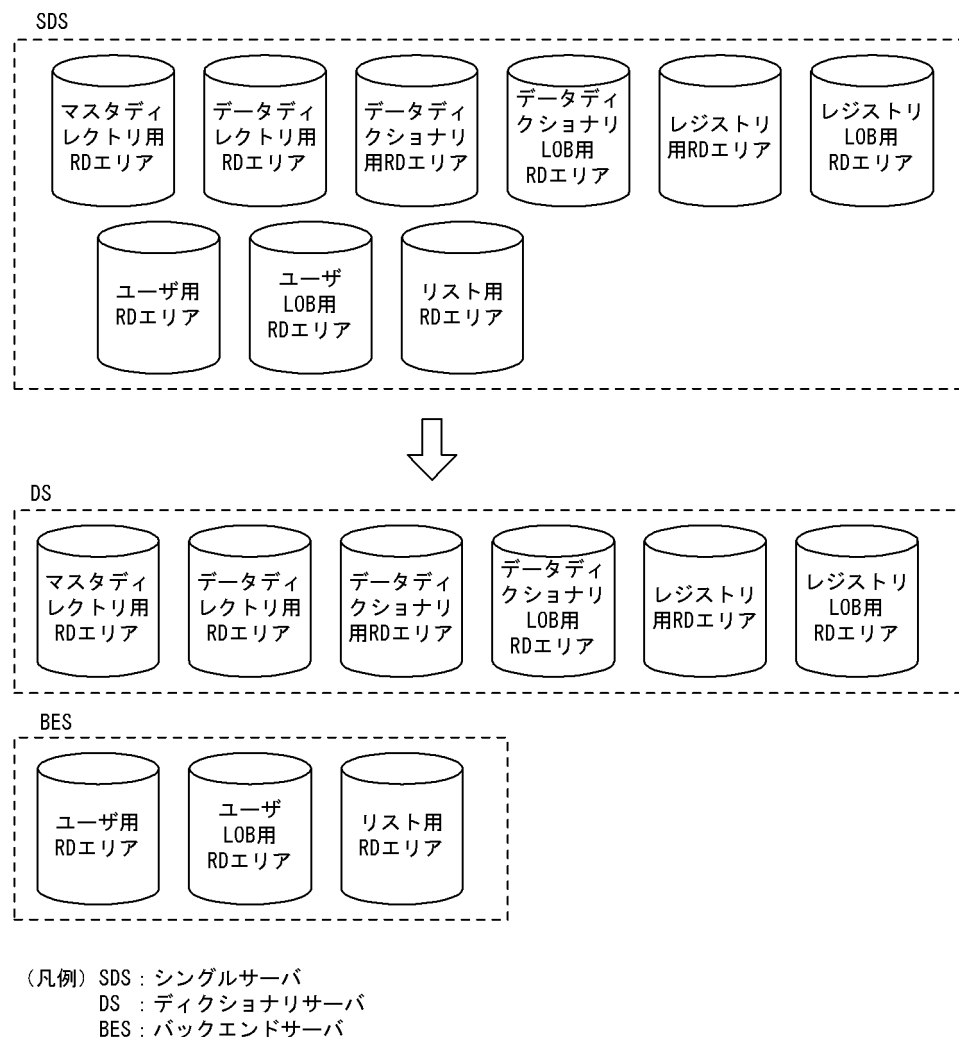 SDS
マスタディ
レクトリ用
RDエリア
データディ
レクトリ用
RDエリア
データディ
クショナリ
用RDエリア
データディ
クショナリ
LOB用
RDエリア
レジストリ
用RDエリア
レジストリ
LOB用
RDエリア
ユーザ用
RDエリア
ユーザ
LOB用
RDエリア
リスト用
RDエリア
DS
マスタディ
レクトリ用
RDエリア
データディ
レクトリ用
RDエリア
データディ
クショナリ
用RDエリア
データディ
クショナリ
LOB用
RDエリア
レジストリ
用RDエリア
レジストリ
LOB用
RDエリア
BES
ユーザ用
RDエリア
ユーザ
LOB用
RDエリア
リスト用
RDエリア
(凡例) SDS:シングルサーバ
DS :ディクショナリサーバ
BES:バックエンドサーバ